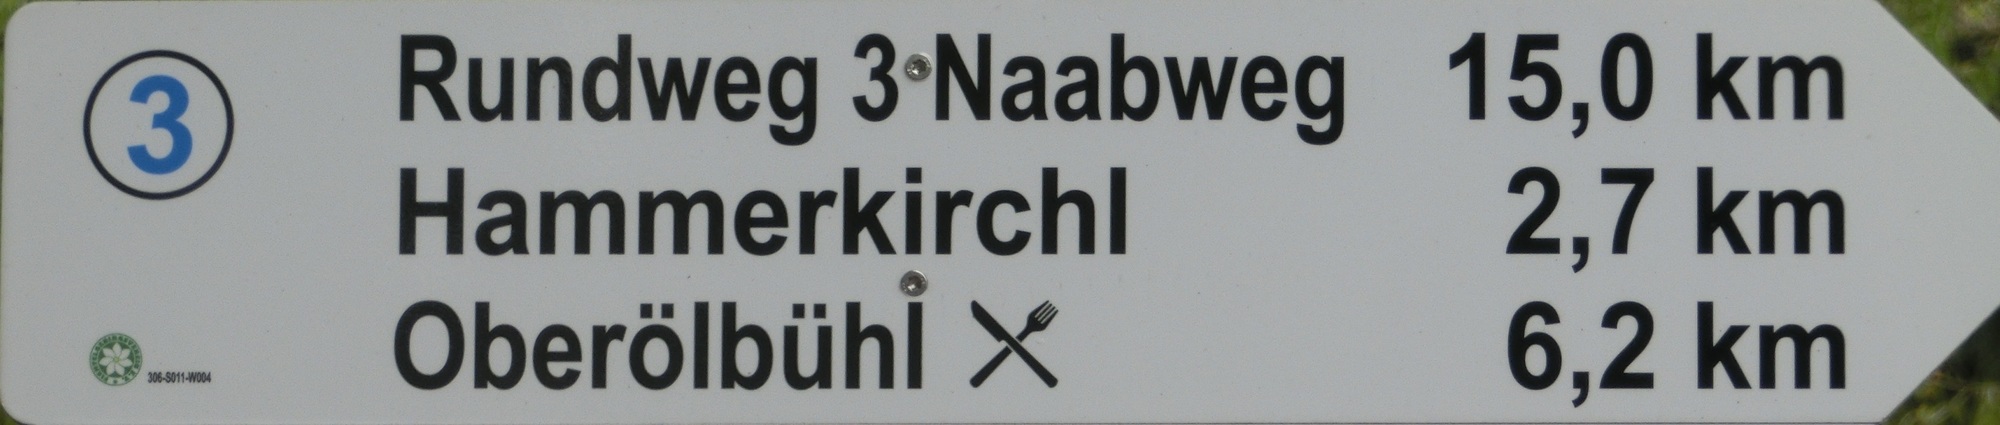 3
Rundweg 3 Naabweg 15,0 km
Hammerkirchl 2,7 km
Oberölbühl 6,2 km
306-S011-W004